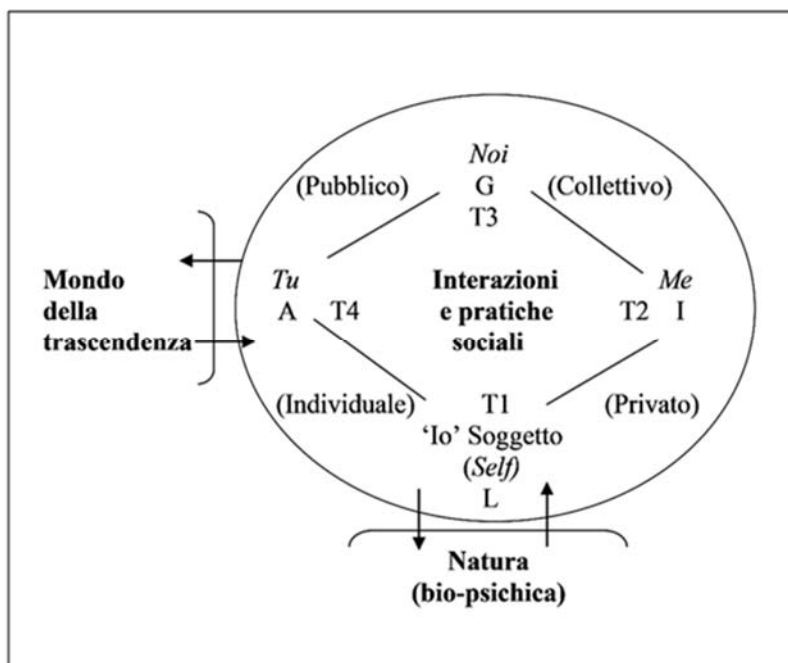 Noi
(Pubblico) G (Collettivo)
T3
Mondo
della
trascendenza
Tu
A T4
Interazioni
e pratiche
sociali
Me
T2 I
(Individuale) T1 (Privato)
‘Io’ Soggetto
(Self)
L
Natura
(bio-psichica)